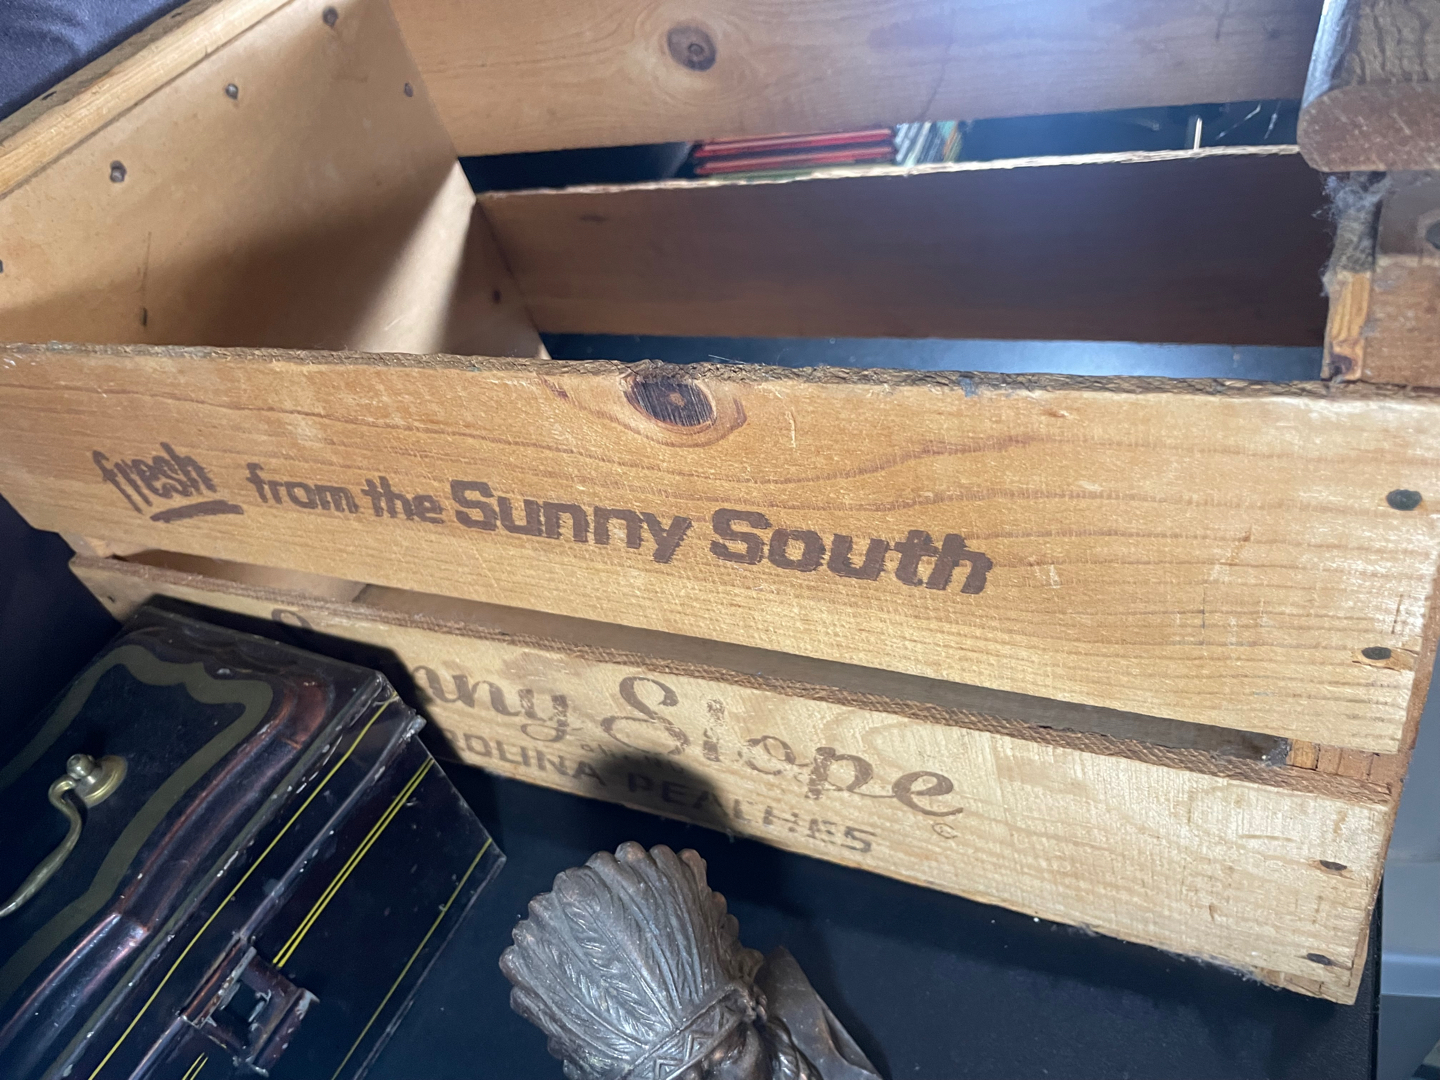 fresh from the Sunny South
Slope
PEACHES